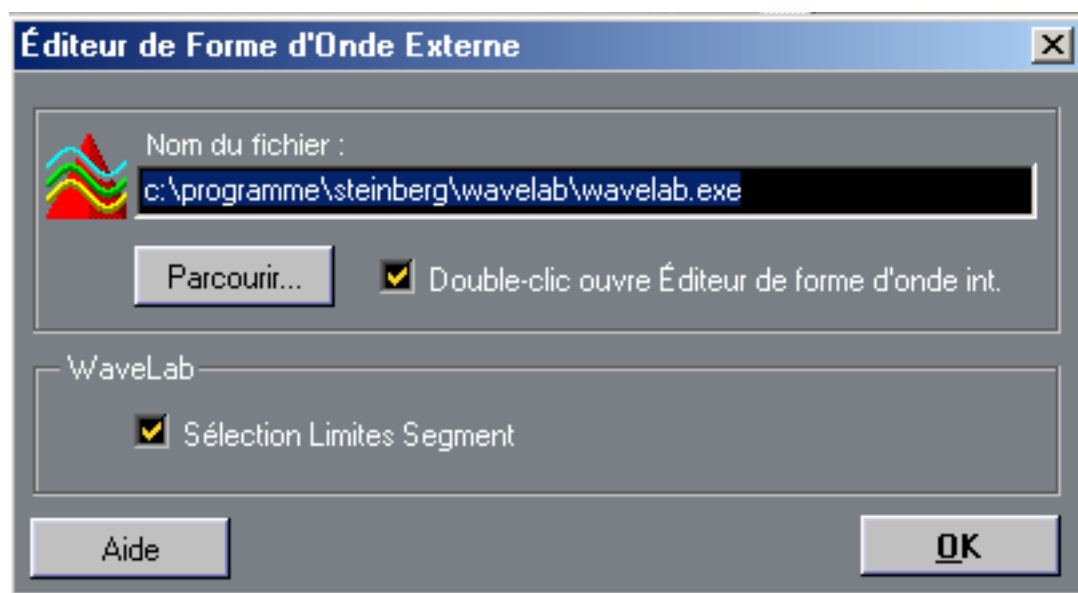 Éditeur de Forme d'Onde Externe
Nom du fichier :
c:\programme\steinberg\wavelab\wavelab.exe
Parcourir...
Double-clic ouvre Éditeur de forme d'onde int.
WaveLab
Sélection Limites Segment
Aide
OK